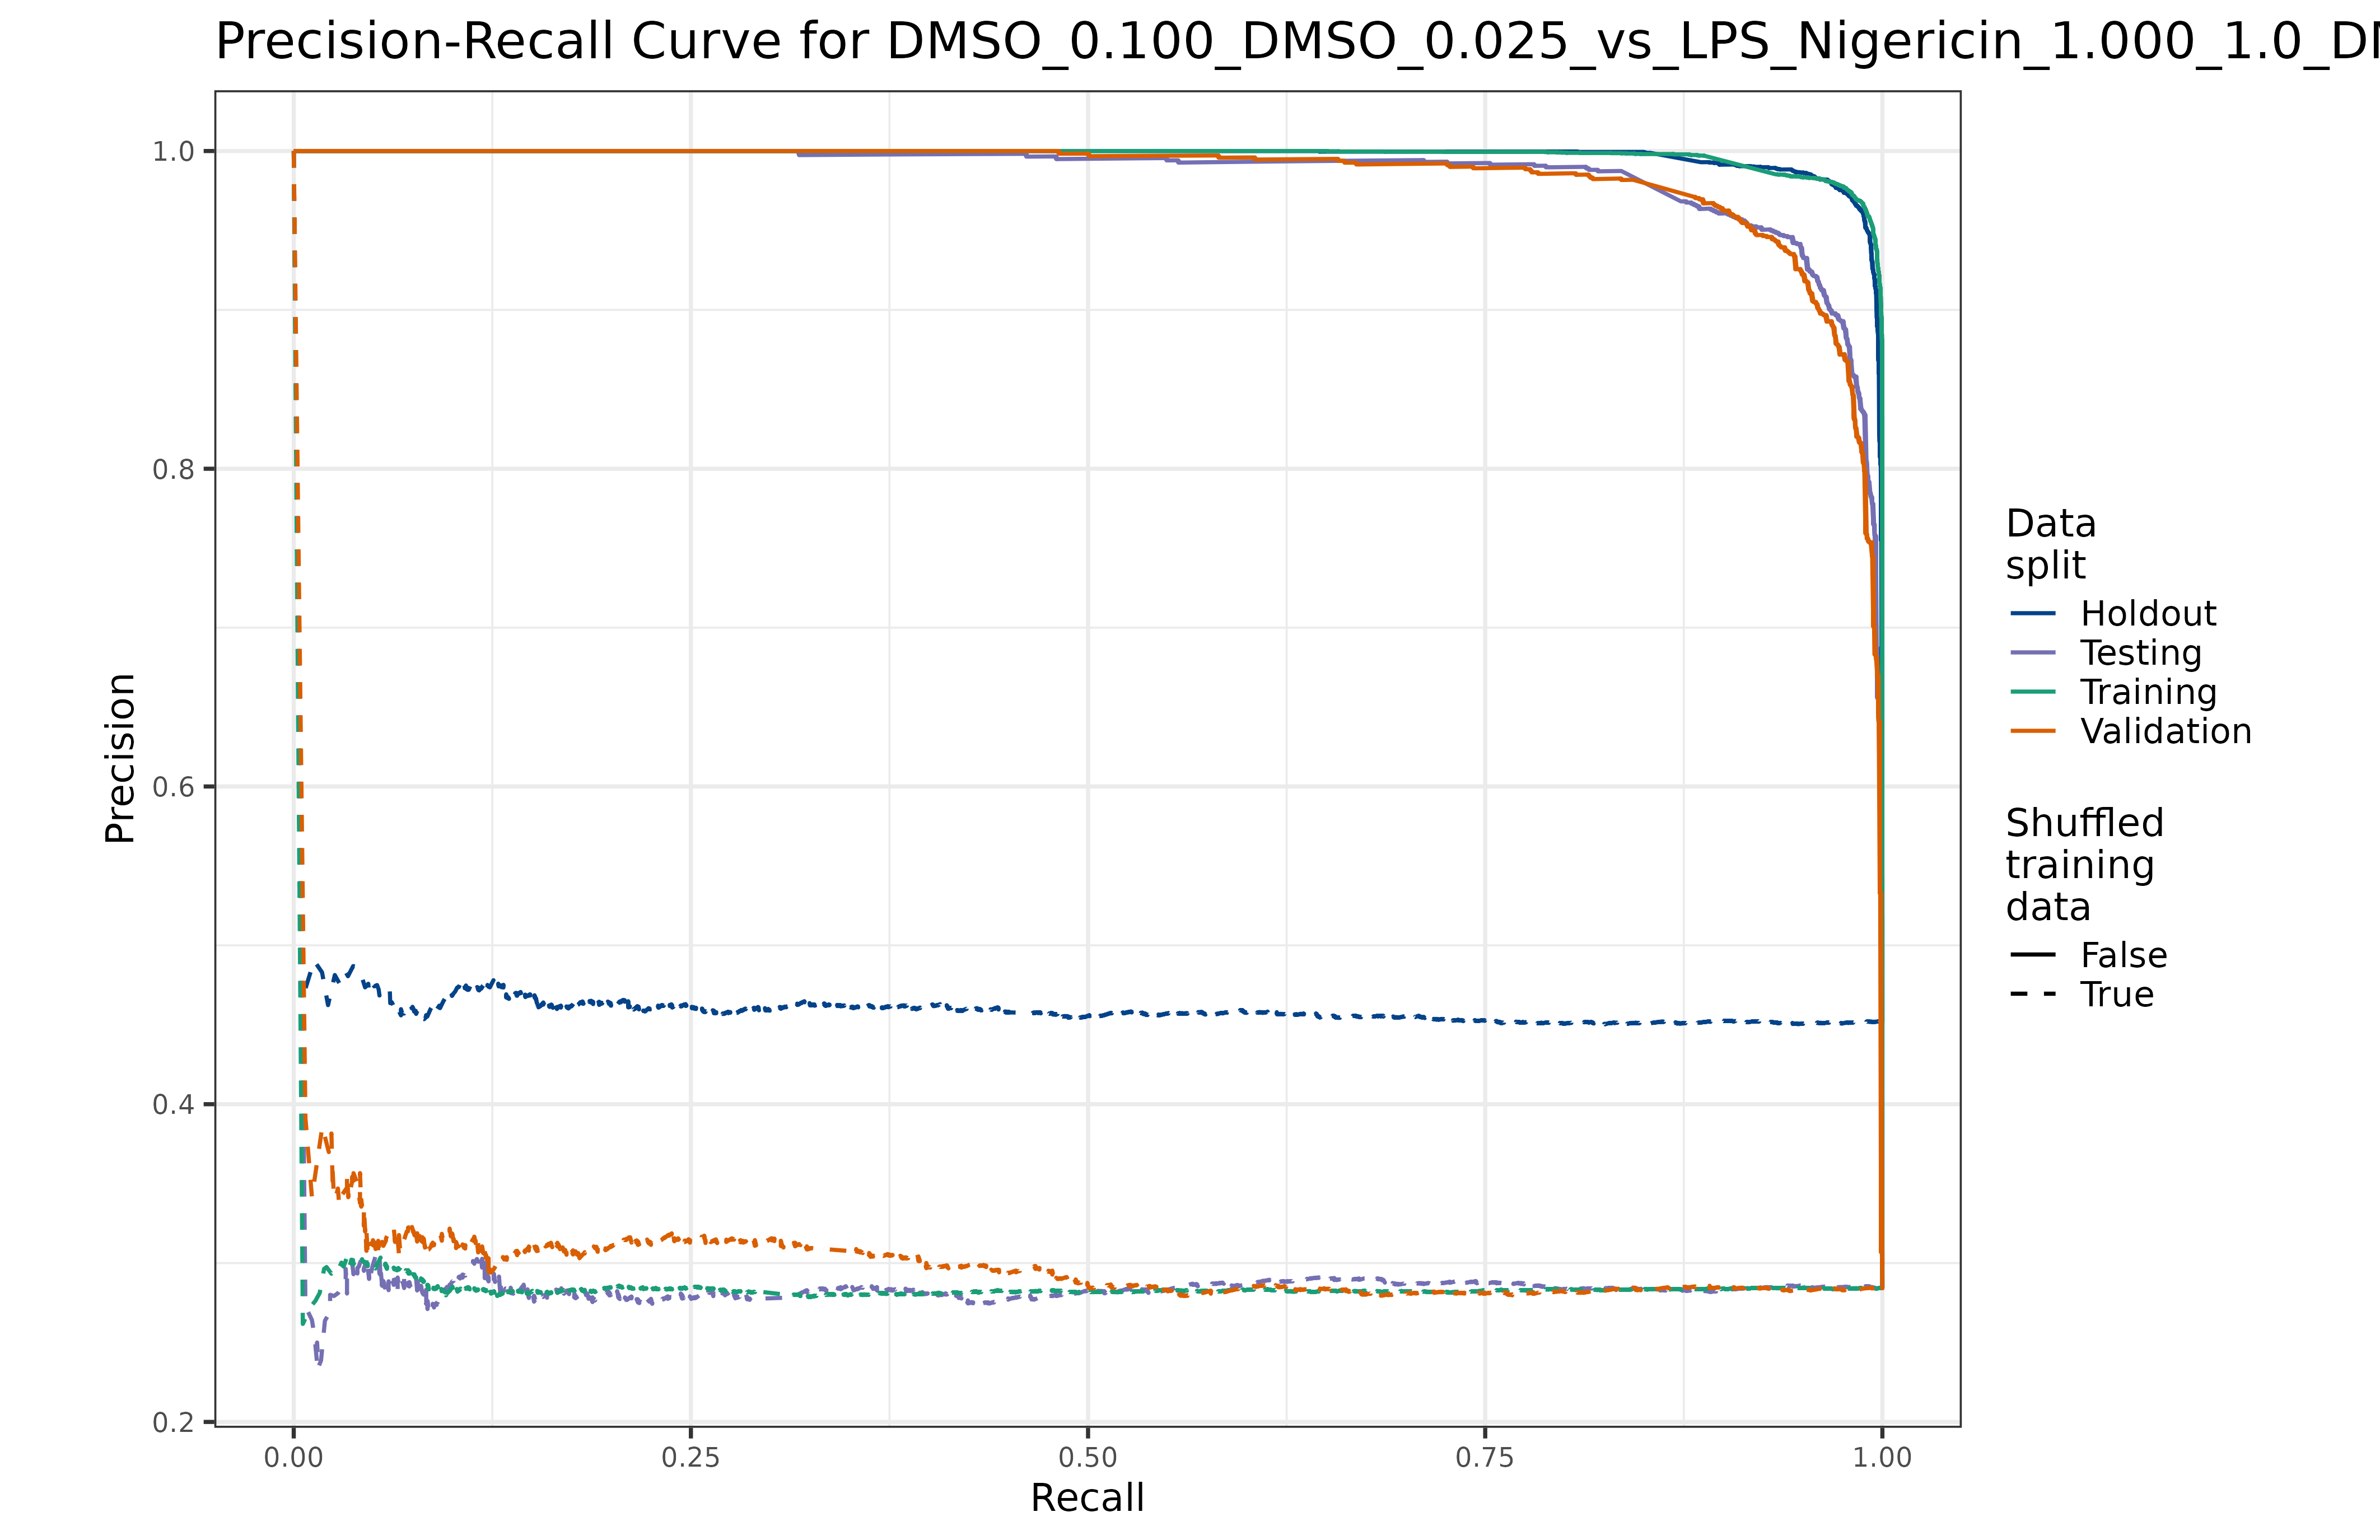 Precision-Recall Curve for DMSO_0.100_DMSO_0.025_vs_LPS_Nigericin_1.000_1.0_D
1.0
0.8
0.6
0.4
0.2
Precision
0.00
0.25
0.50
0.75
1.00
Recall
Data
split
Holdout
Testing
Training
Validation
Shuffled
training
data
False
True